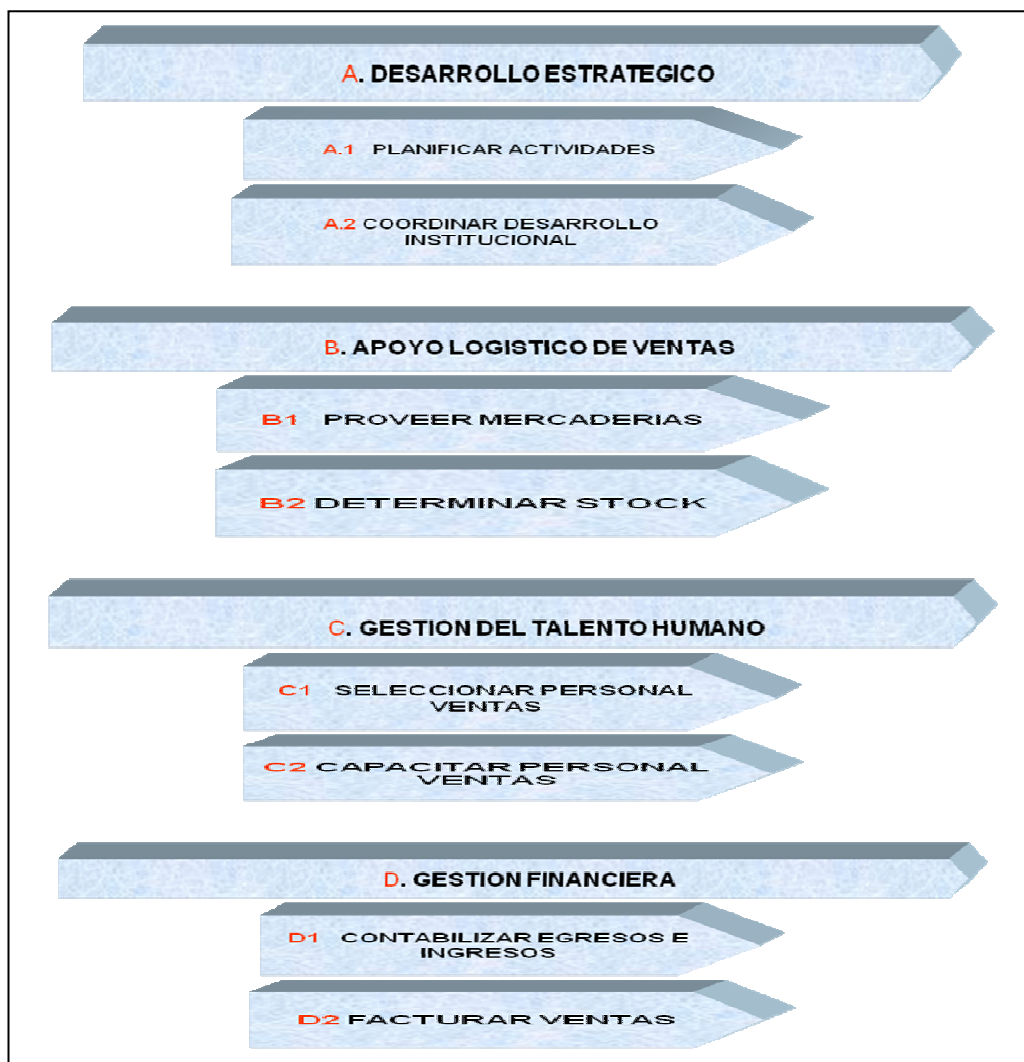 A. DESARROLLO ESTRATEGICO
A.1 PLANIFICAR ACTIVIDADES
A.2 COORDINAR DESARROLLO
INSTITUCIONAL
B. APOYO LOGISTICO DE VENTAS
B1 PROVEER MERCADERIAS
B2 DETERMINAR STOCK
C. GESTION DEL TALENTO HUMANO
C1 SELECCIONAR PERSONAL
VENTAS
C2 CAPACITAR PERSONAL
VENTAS
D. GESTION FINANCIERA
D1 CONTABILIZAR EGRESOS E
INGRESOS
D2 FACTURAR VENTAS